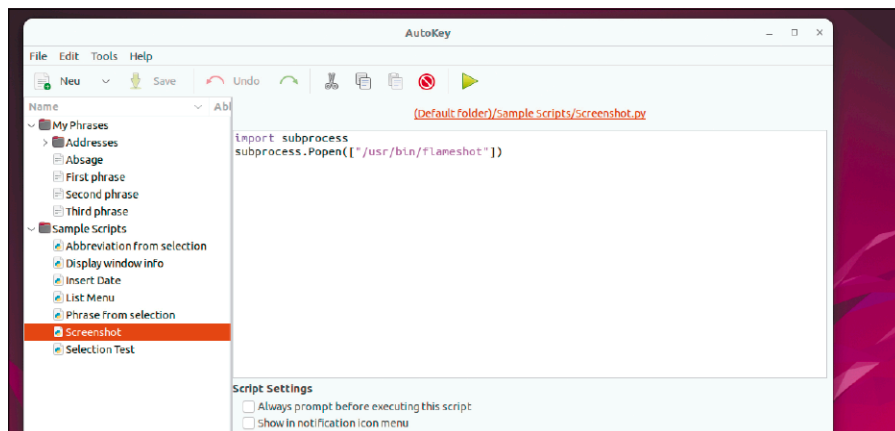 AutoKey
File Edit Tools Help
Neu Save Undo
Name Abl
(Default folder)/Sample Scripts/Screenshot.py
My Phrases
Addresses
Absage
First phrase
Second phrase
Third phrase
Sample Scripts
Abbreviation from selection
Display window info
Insert Date
List Menu
Phrase from selection
Screenshot
Selection Test
import subprocess
subprocess.Popen(["/usr/bin/flameshot"])
Script Settings
Always prompt before executing this script
Show in notification icon menu